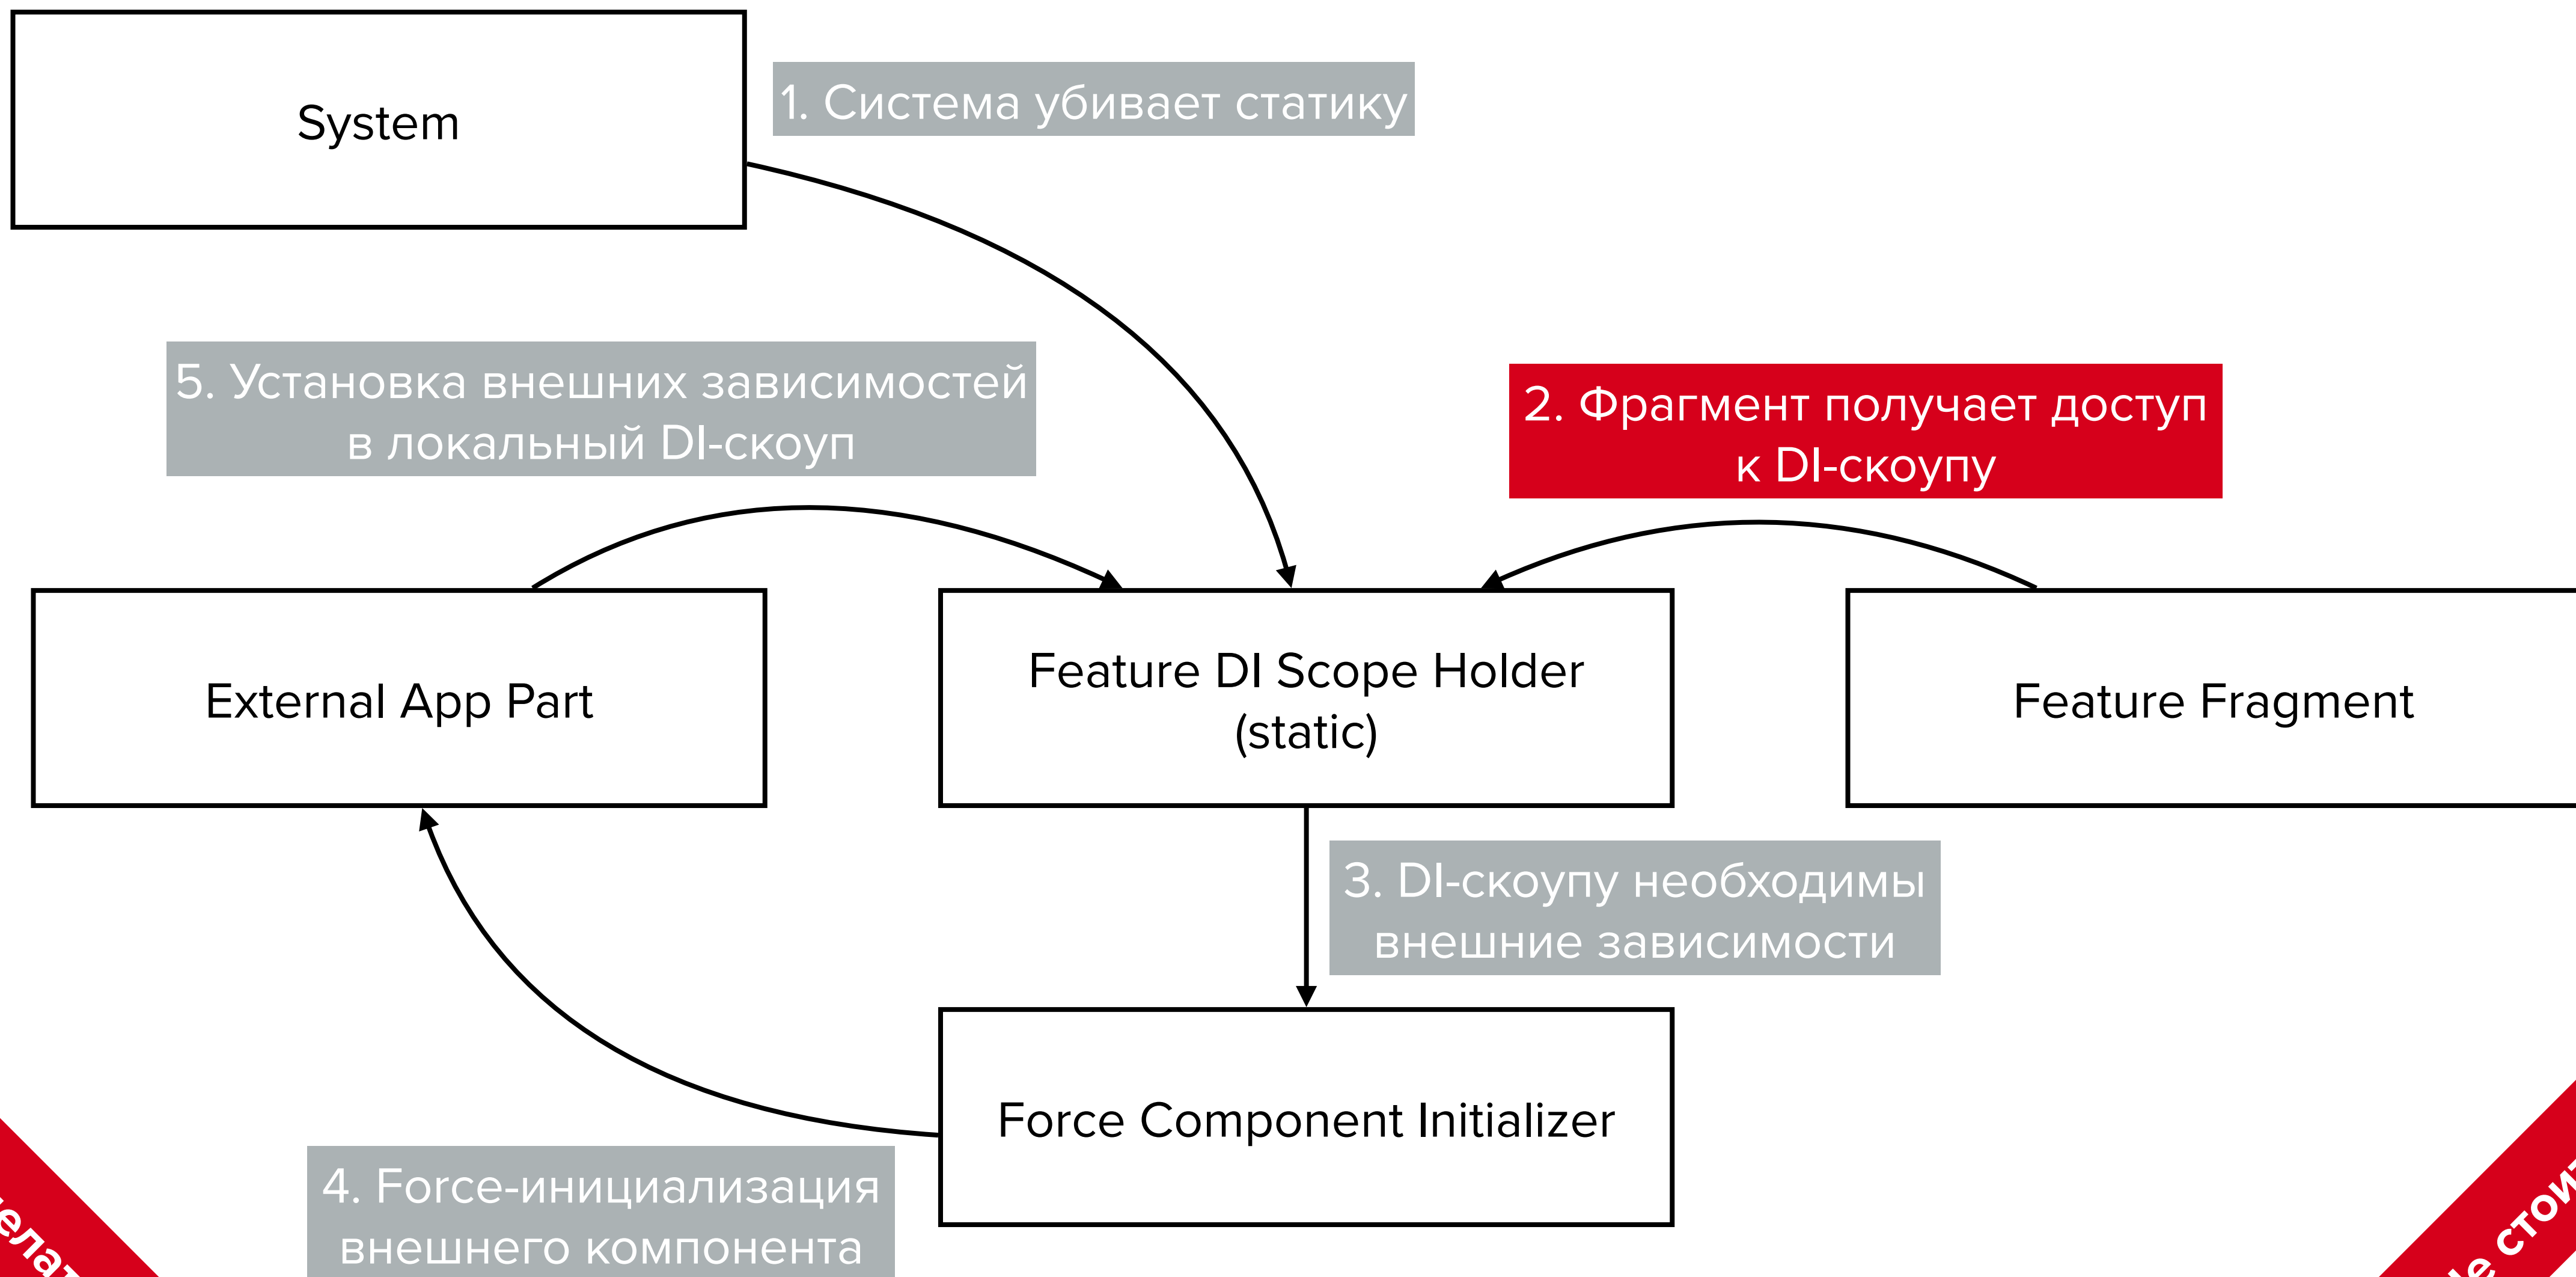 System
1. Система убивает статику
5. Установка внешних зависимостей
в локальный DI-скоуп
2. Фрагмент получает доступ
к DI-скоупу
External App Part
Feature DI Scope Holder
(static)
Feature Fragment
3. DI-скоупу необходимы
внешние зависимости
Force Component Initializer
4. Force-инициализация
внешнего компонента